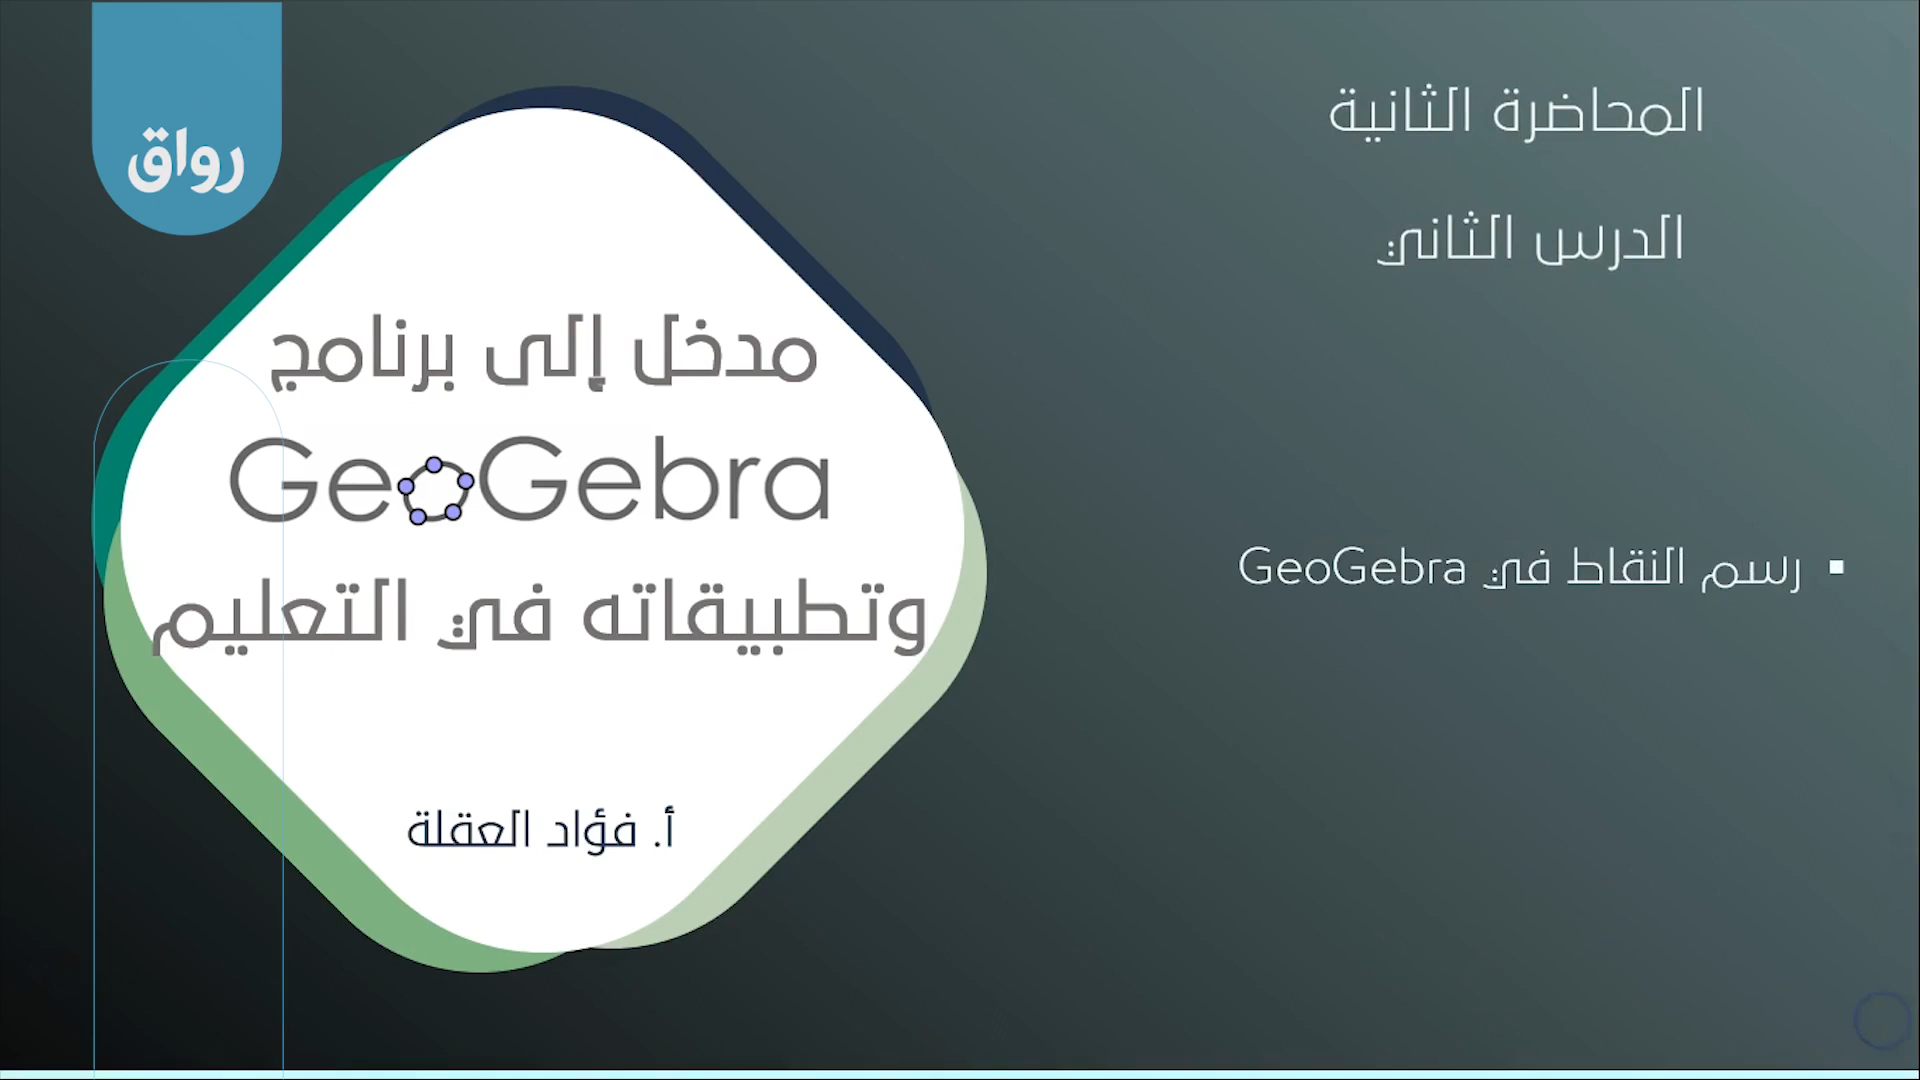 رواق
المحاضرة الثانية
الدرس الثاني
رسم النقاط في GeoGebra
مدخل إلى برنامج
GeoGebra
وتطبيقاته في التعليم
أ. فؤاد العقلة